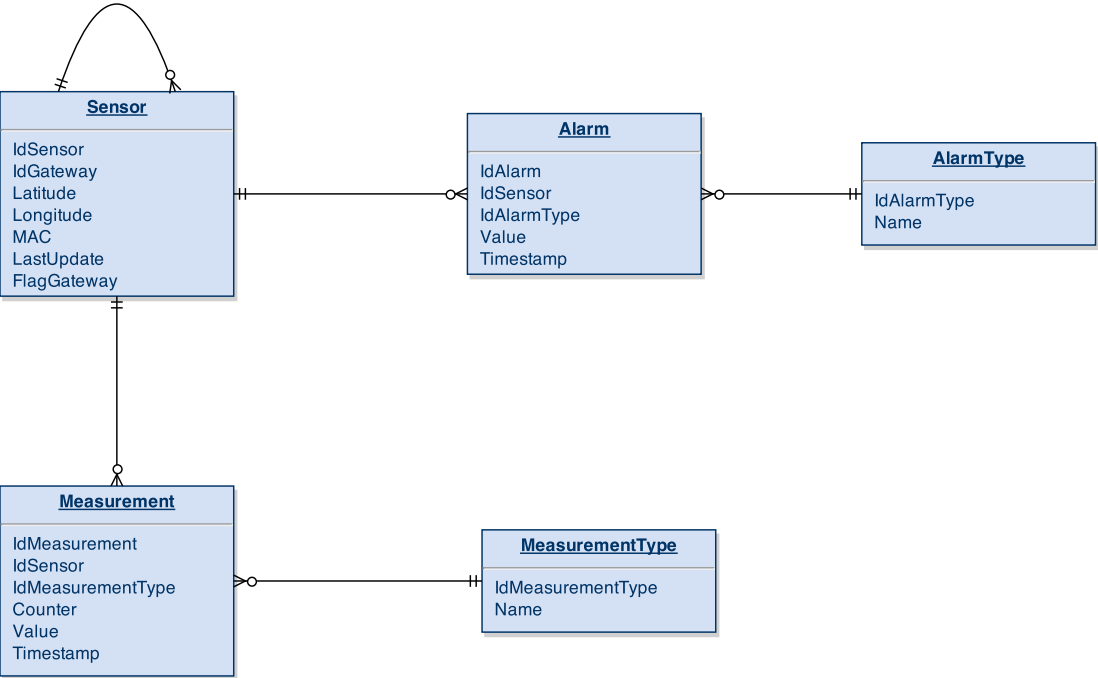 Sensor
IdSensor
IdGateway
Latitude
Longitude
MAC
LastUpdate
FlagGateway
Alarm
IdAlarm
IdSensor
IdAlarmType
Value
Timestamp
AlarmType
IdAlarmType
Name
Measurement
IdMeasurement
IdSensor
IdMeasurementType
Counter
Value
Timestamp
MeasurementType
IdMeasurementType
Name